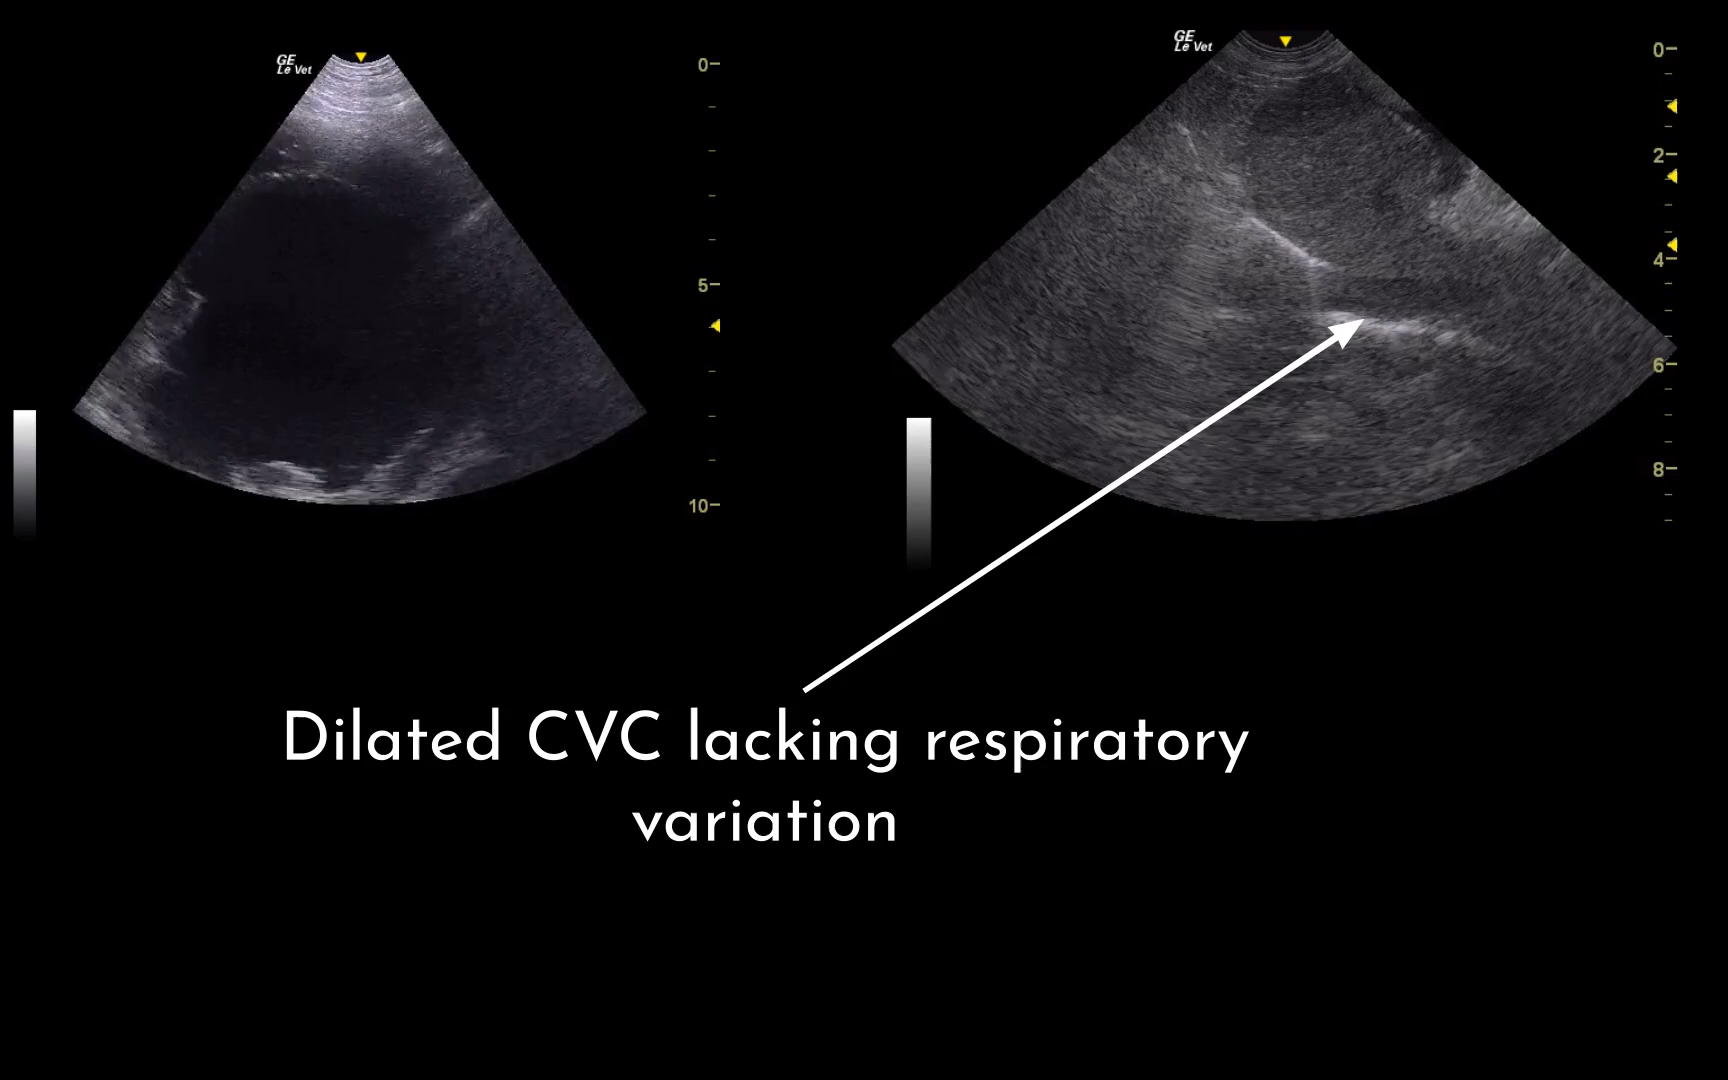 GE
Le Vet
0
5
10
GE
Le Vet
0
2
4
6
8
Dilated CVC lacking respiratory
variation